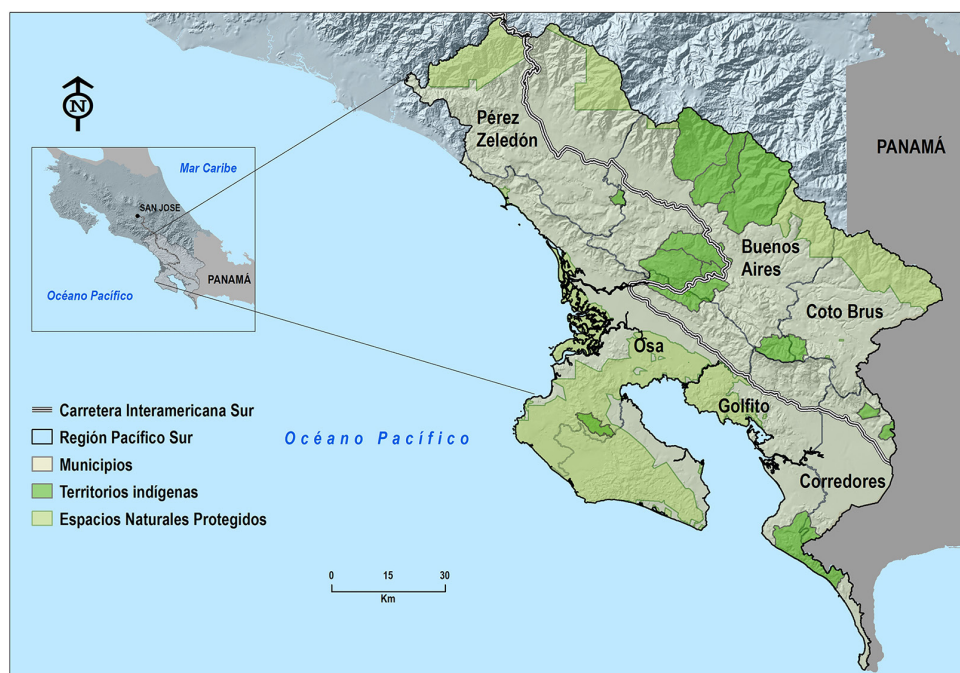 N
Mar Caribe
SAN JOSE
PANAMÁ
Océano Pacífico
Pérez
Zeledón
PANAMÁ
Buenos
Aires
Coto Brus
Osa
Golfito
Corredores
Océano Pacífico
Carretera Interamericana Sur
Región Pacífico Sur
Municipios
Territorios indígenas
Espacios Naturales Protegidos
0 15 30
Km